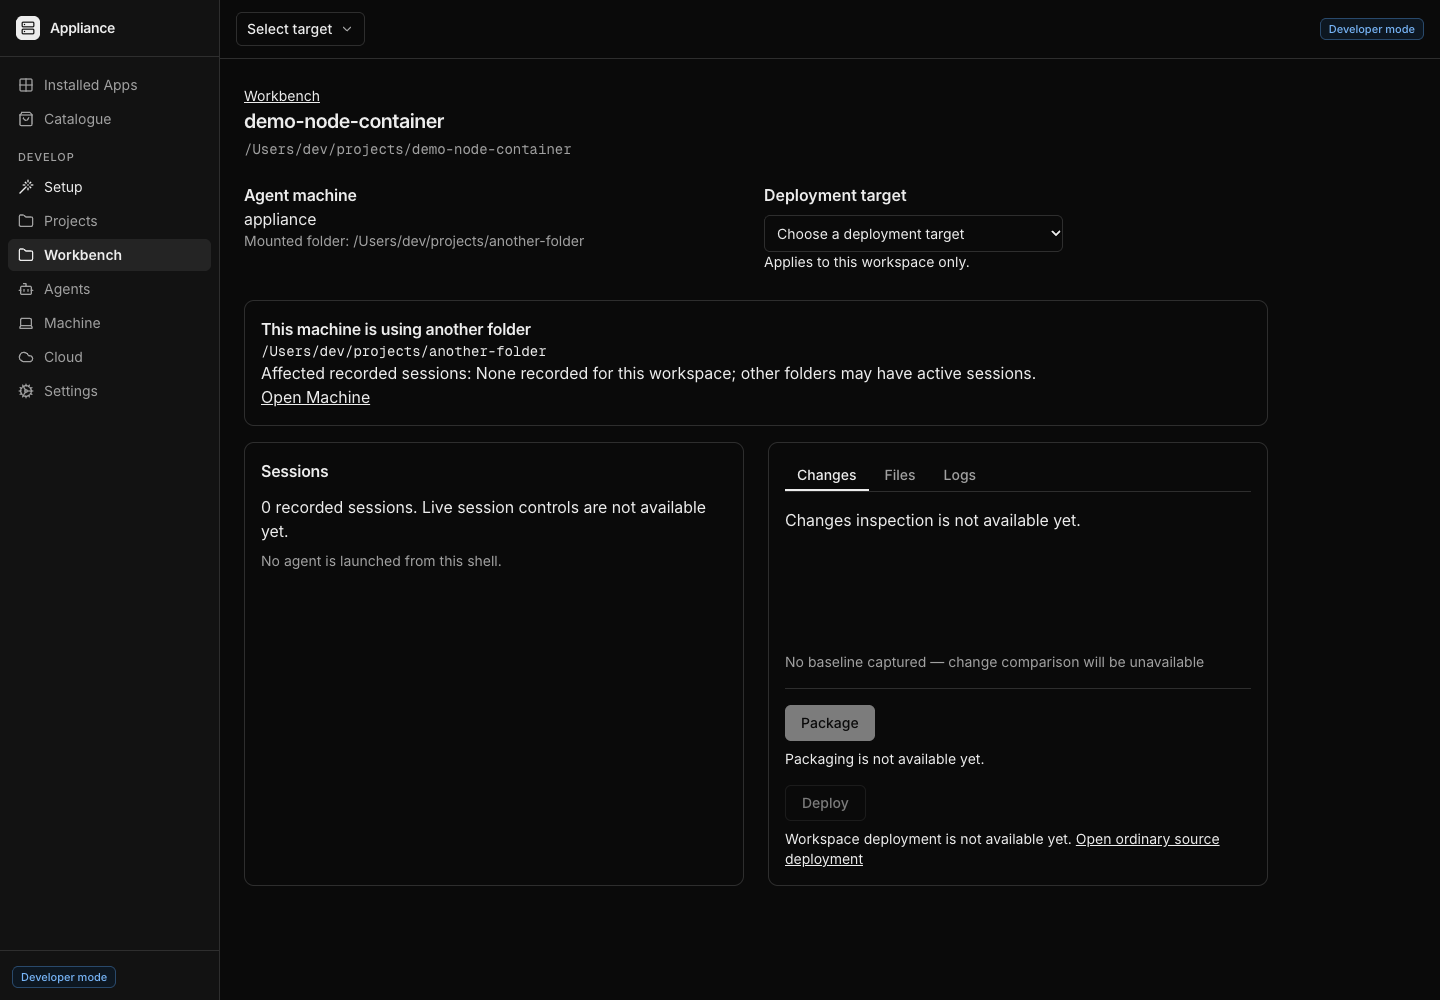 Appliance
Select target
Developer mode
Installed Apps
Catalogue
DEVELOP
Setup
Projects
Workbench
Agents
Machine
Cloud
Settings
Developer mode
Workbench
demo-node-container
/Users/dev/projects/demo-node-container
Agent machine
appliance
Mounted folder: /Users/dev/projects/another-folder
Deployment target
Choose a deployment target
Applies to this workspace only.
This machine is using another folder
/Users/dev/projects/another-folder
Affected recorded sessions: None recorded for this workspace; other folders may have active sessions.
Open Machine
Sessions
0 recorded sessions. Live session controls are not available
yet.
No agent is launched from this shell.
Changes
Files
Logs
Changes inspection is not available yet.
No baseline captured — change comparison will be unavailable
Package
Packaging is not available yet.
Deploy
Workspace deployment is not available yet. Open ordinary source
deployment